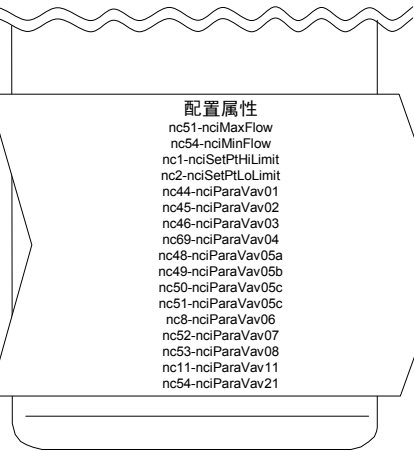 配置属性
nc51-nciMaxFlow
nc54-nciMinFlow
nc1-nciSetPtHiLimit
nc2-nciSetPtLoLimit
nc44-nciParaVav01
nc45-nciParaVav02
nc46-nciParaVav03
nc69-nciParaVav04
nc48-nciParaVav05a
nc49-nciParaVav05b
nc50-nciParaVav05c
nc51-nciParaVav05c
nc8-nciParaVav06
nc52-nciParaVav07
nc53-nciParaVav08
nc11-nciParaVav11
nc54-nciParaVav21